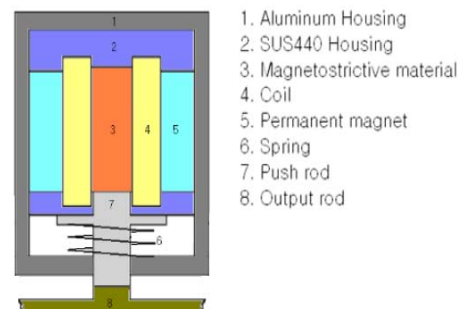 1
2
3
4
5
7
6
8
1. Aluminum Housing
2. SUS440 Housing
3. Magnetostrictive material
4. Coil
5. Permanent magnet
6. Spring
7. Push rod
8. Output rod